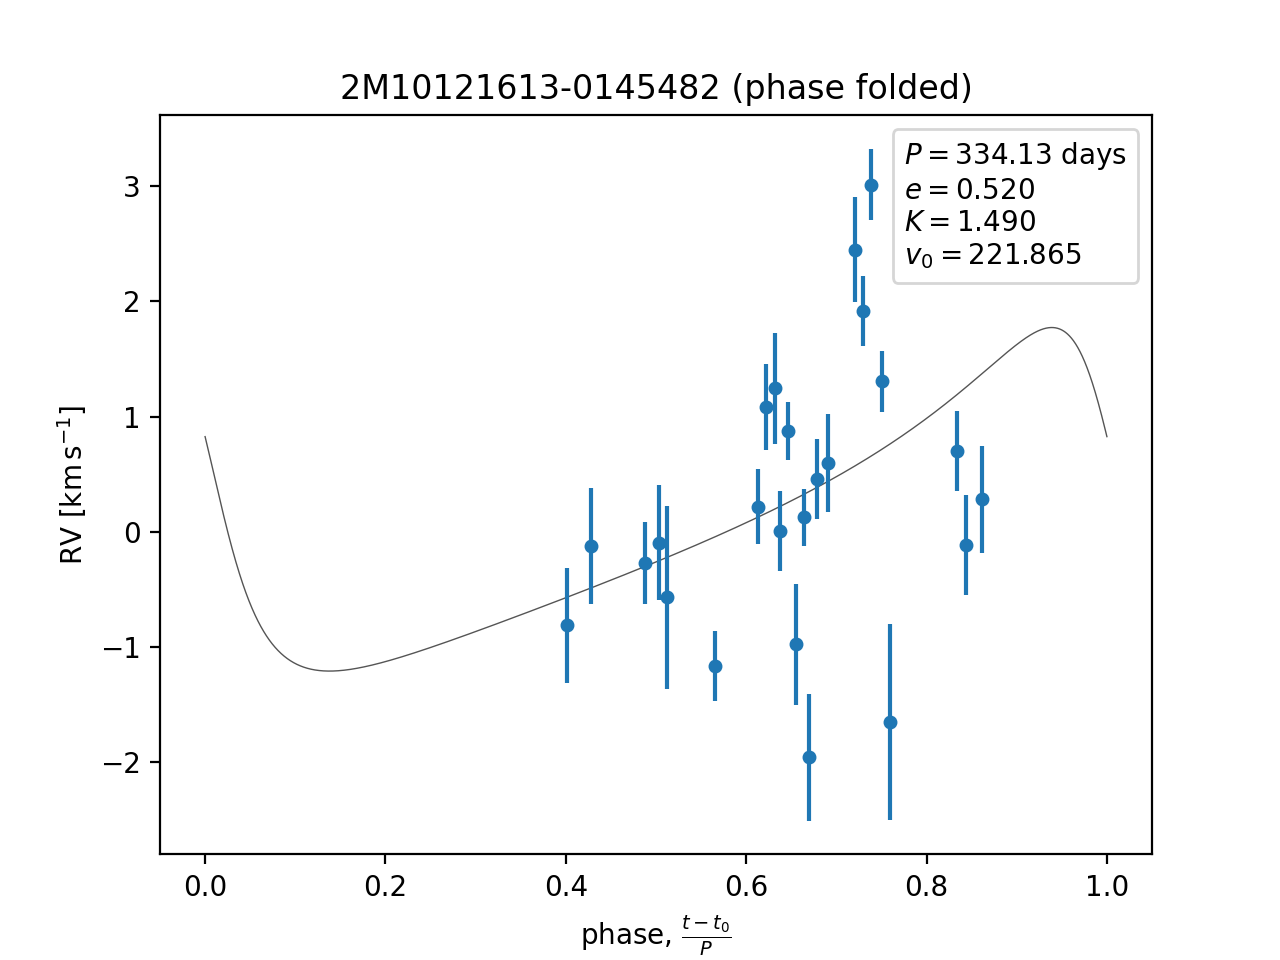 2M10121613-0145482 (phase folded)
P = 334.13 days
e = 0.520
K = 1.490
v₀ = 221.865
3
2
1
0
−1
−2
RV [km s⁻¹]
0.0 0.2 0.4 0.6 0.8 1.0
phase, (t − t₀)/P